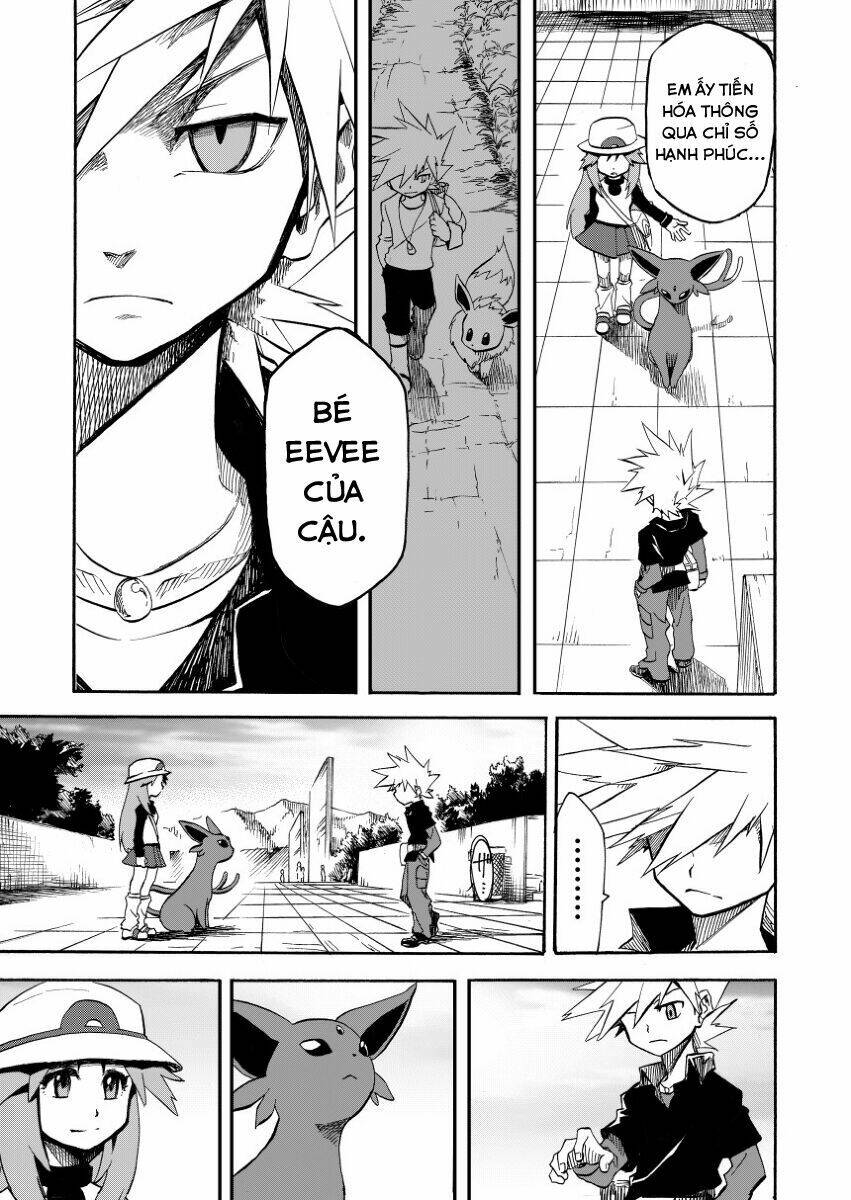 EM ẤY TIẾN
HÓA THÔNG
QUA CHỈ SỐ
HẠNH PHÚC...
BÉ
EEVEE
CỦA
CẬU.
.........